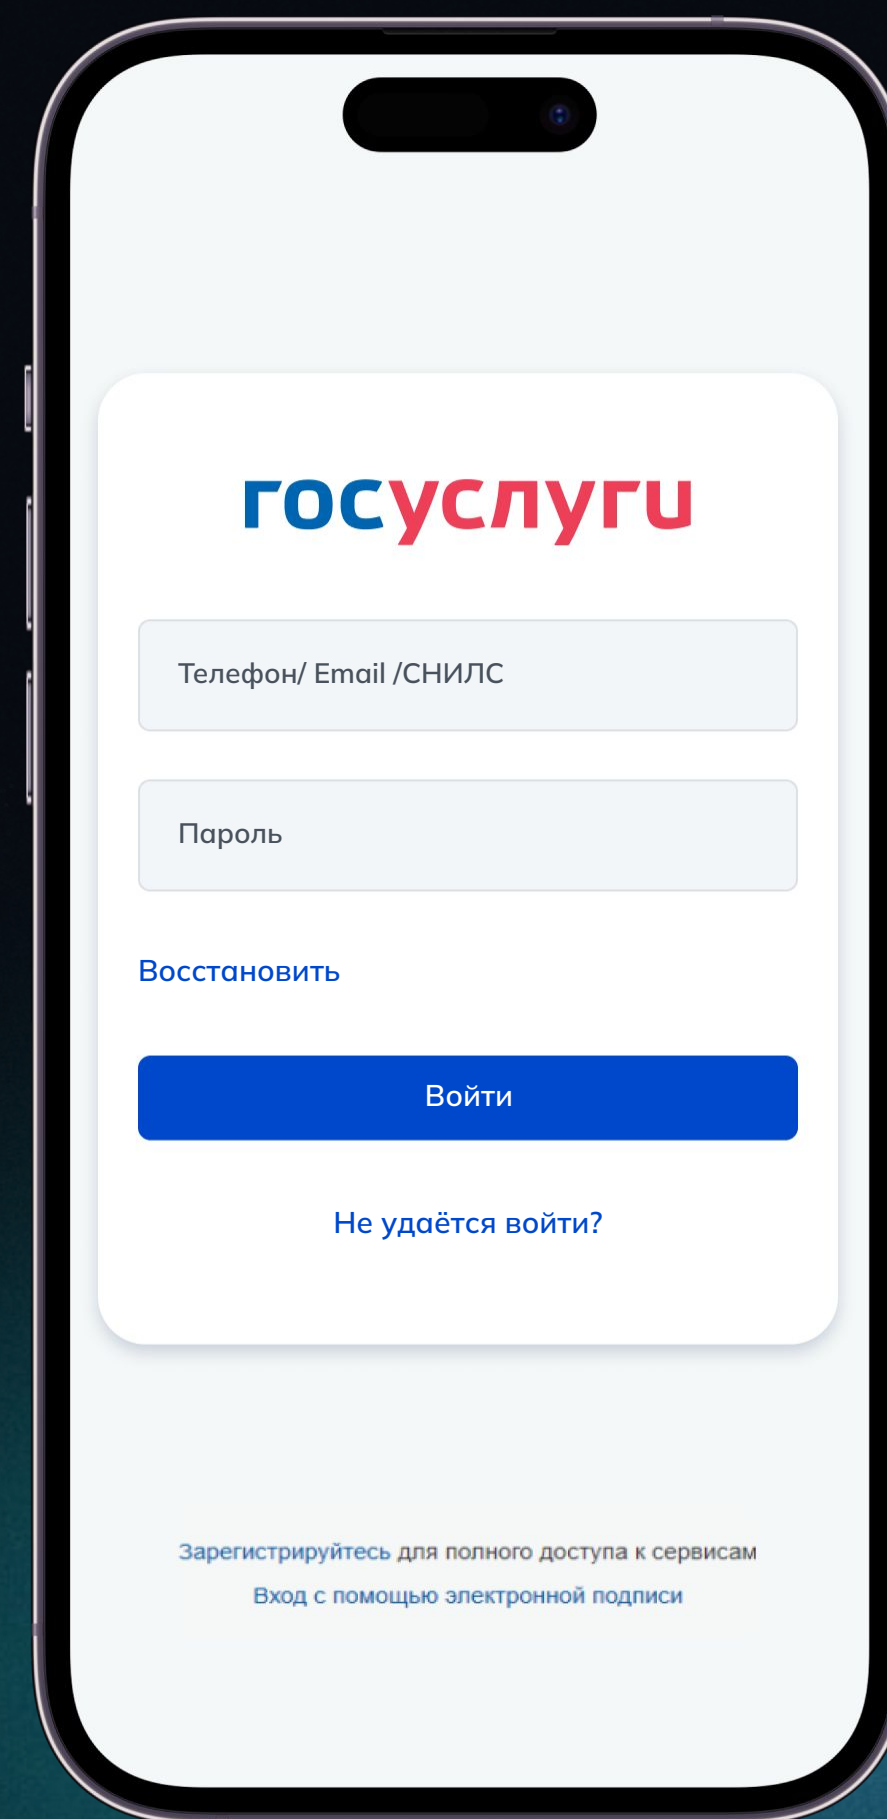 госуслуги
Телефон/ Email /СНИЛС
Пароль
Восстановить
Войти
Не удаётся войти?
Зарегистрируйтесь для полного доступа к сервисам
Вход с помощью электронной подписи